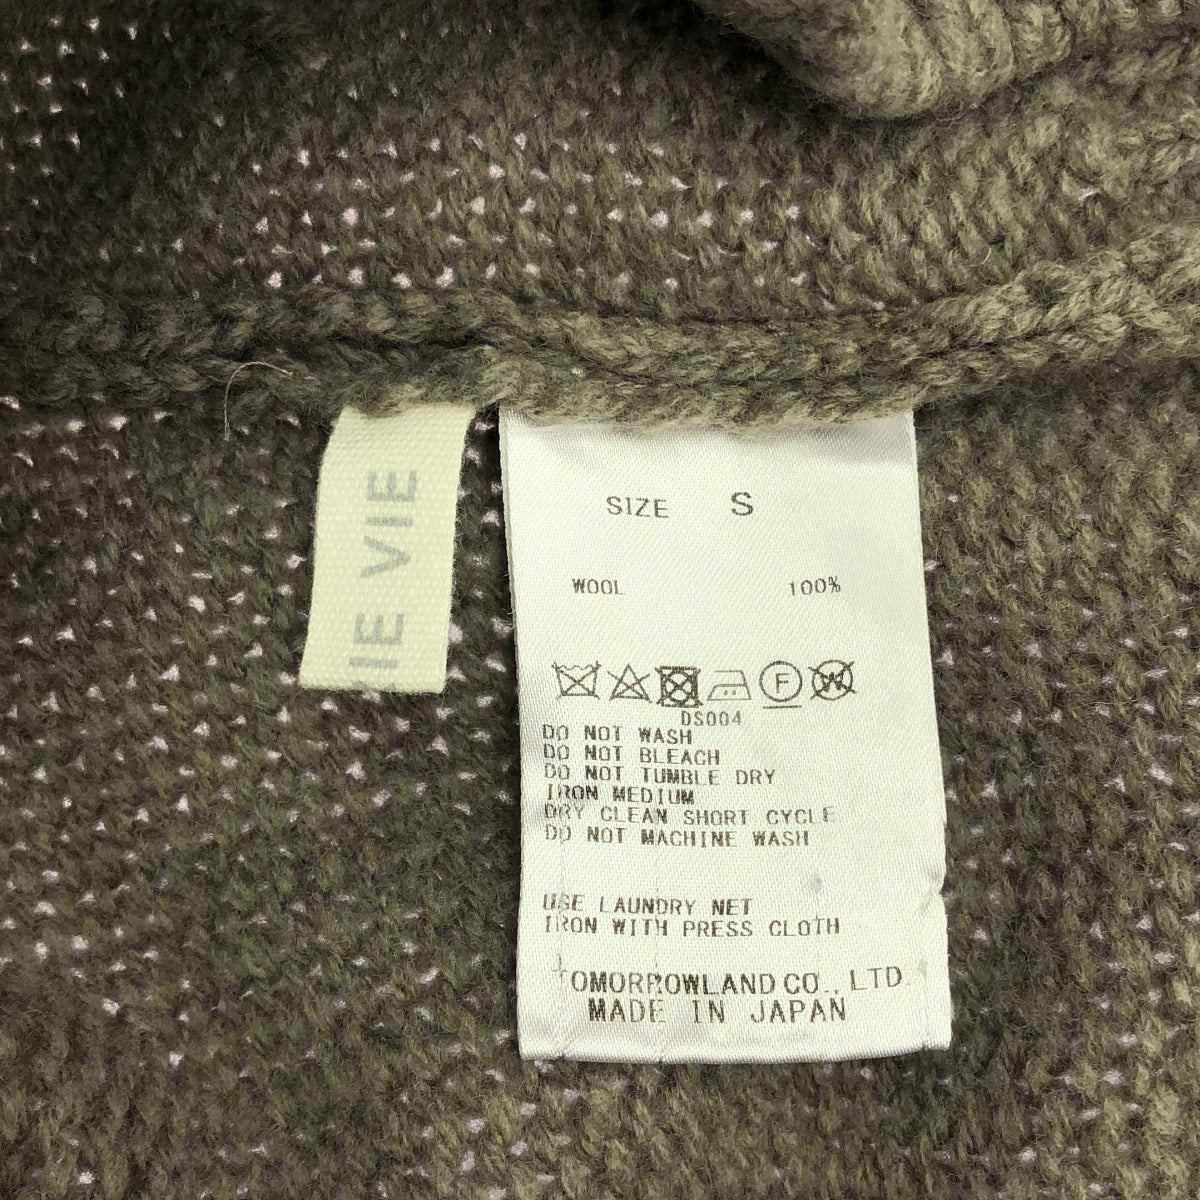 IE VIE
SIZE S
WOOL 100%
F W
DS004
DO NOT WASH
DO NOT BLEACH
DO NOT TUMBLE DRY
IRON MEDIUM
DRY CLEAN SHORT CYCLE
DO NOT MACHINE WASH
USE LAUNDRY NET
IRON WITH PRESS CLOTH
TOMORROWLAND CO., LTD.
MADE IN JAPAN